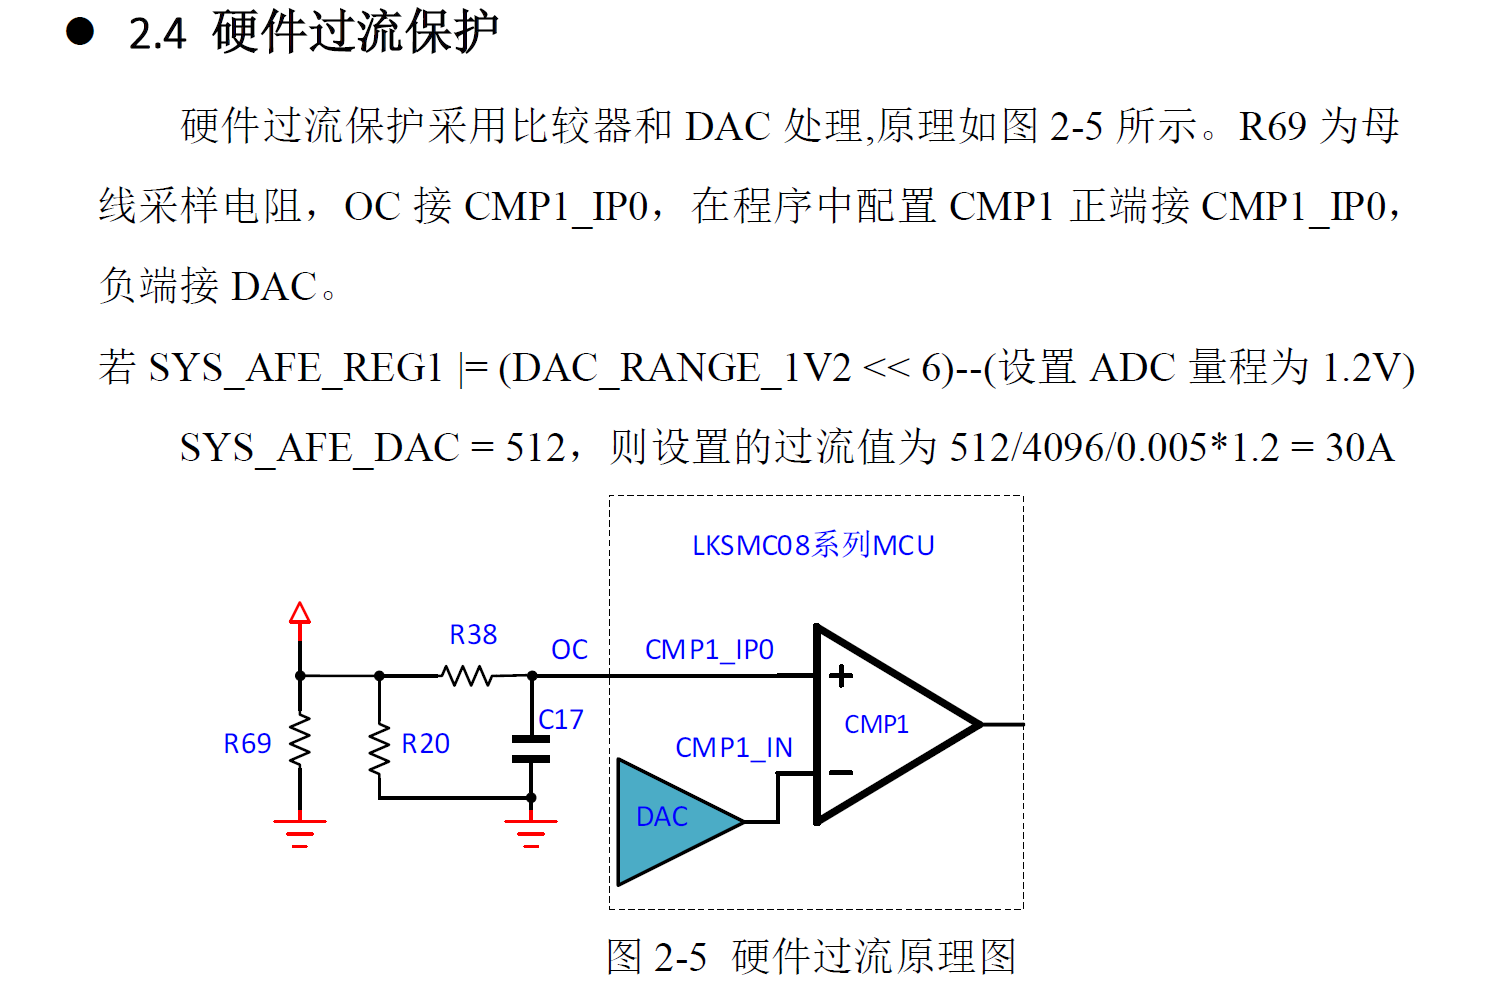 ● 2.4 硬件过流保护
硬件过流保护采用比较器和 DAC 处理,原理如图 2-5 所示。R69 为母
线采样电阻，OC 接 CMP1_IP0，在程序中配置 CMP1 正端接 CMP1_IP0，
负端接 DAC。
若 SYS_AFE_REG1 |= (DAC_RANGE_1V2 << 6)--(设置 ADC 量程为 1.2V)
SYS_AFE_DAC = 512，则设置的过流值为 512/4096/0.005*1.2 = 30A
LKSMC08系列MCU
R38
OC
CMP1_IP0
+
R69
R20
C17
CMP1
CMP1_IN
−
DAC
图 2-5 硬件过流原理图